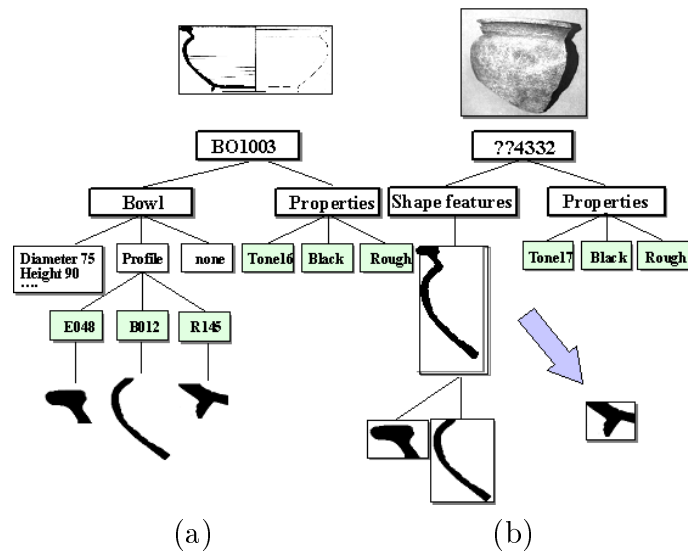 BO1003
??4332
Bowl
Properties
Shape features
Properties
Diameter 75
Height 90
....
Profile
none
Tone16
Black
Rough
Tone17
Black
Rough
E048
B012
R145
(a)
(b)